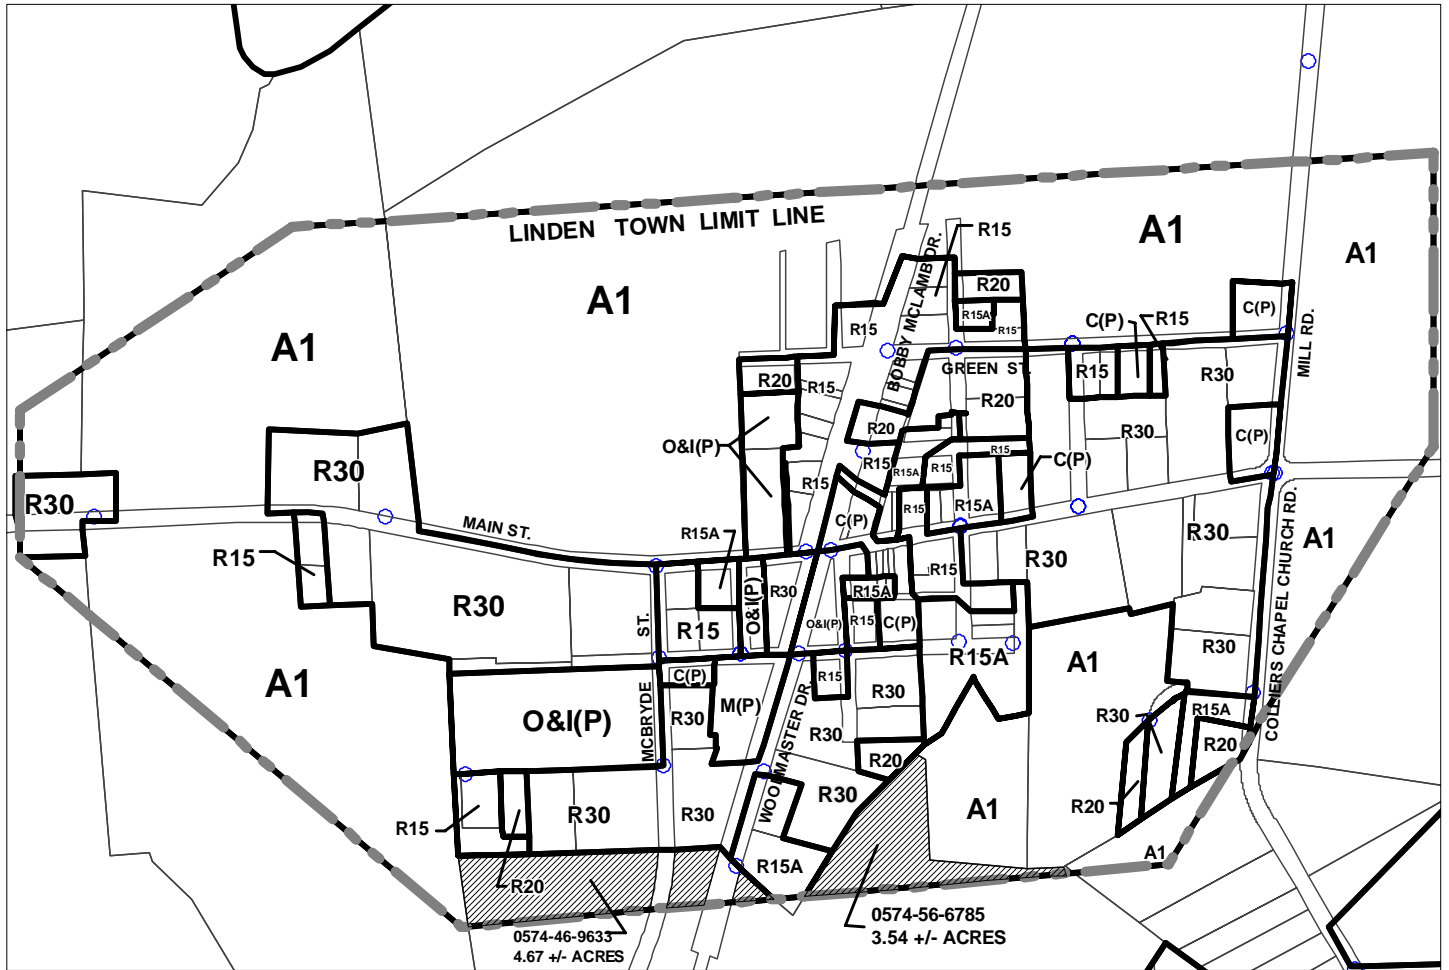 LINDEN TOWN LIMIT LINE
A1
A1
A1
A1
R15
BOBBY MCLAMB DR.
R20
R15A
R15
R15
C(P)
C(P)
R15
MILL RD.
GREEN ST.
R20
R15
R20
R15
R30
R20
O&I(P)
R20
R30
C(P)
R30
R30
R15
R15
R15A
R15
R15
C(P)
R15A
R15
C(P)
MAIN ST.
R15A
R30
A1
R15
R30
R15
R30
O&I(P)
R30
R15A
ST.
R15
O&I(P)
R15
C(P)
R15A
A1
R30
COLLIERS CHAPEL CHURCH RD.
A1
C(P)
R15
R30
O&I(P)
MCBRYDE
R30
M(P)
WOODMASTER DR.
R30
R30
R15A
R20
R20
R30
R20
R15
R30
R30
A1
A1
R15A
R20
0574-46-9633
4.67 +/- ACRES
0574-56-6785
3.54 +/- ACRES